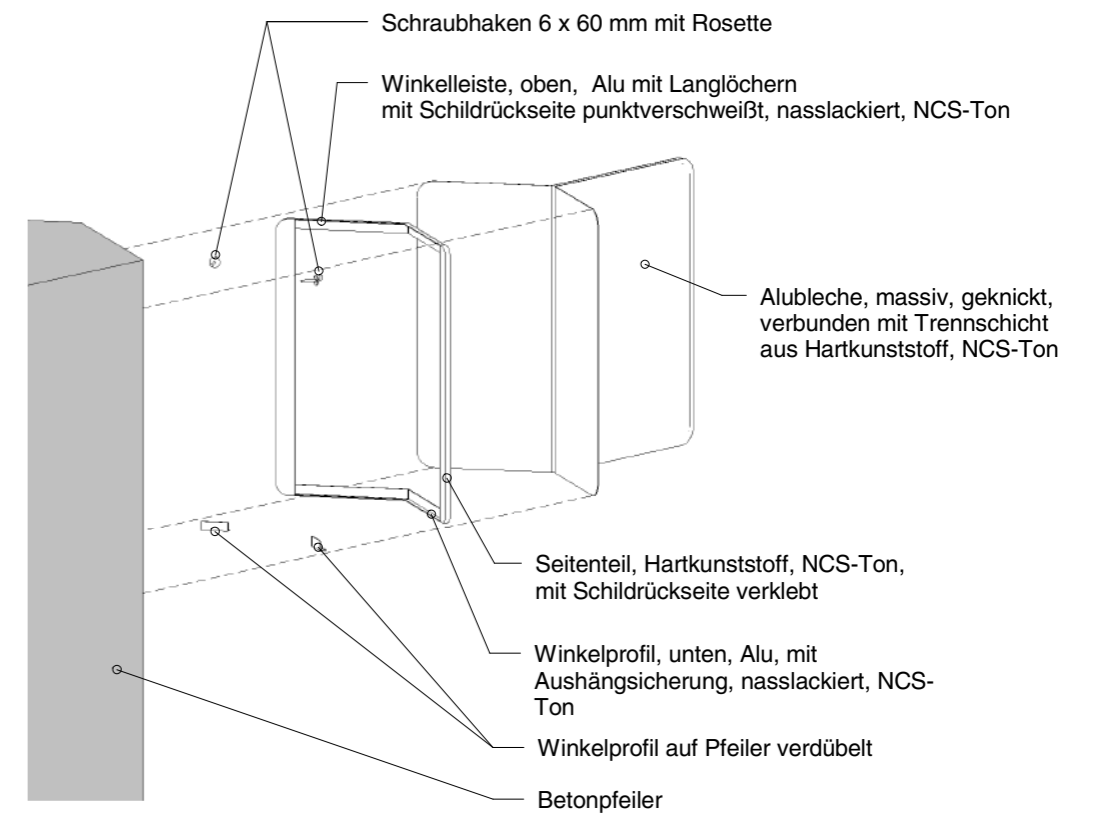 Schraubhaken 6 x 60 mm mit Rosette
Winkelleiste, oben, Alu mit Langlöchern
mit Schildrückseite punktverschweißt, nasslackiert, NCS-Ton
Alubleche, massiv, geknickt,
verbunden mit Trennschicht
aus Hartkunststoff, NCS-Ton
Seitenteil, Hartkunststoff, NCS-Ton,
mit Schildrückseite verklebt
Winkelprofil, unten, Alu, mit
Aushängsicherung, nasslackiert, NCS-
Ton
Winkelprofil auf Pfeiler verdübelt
Betonpfeiler